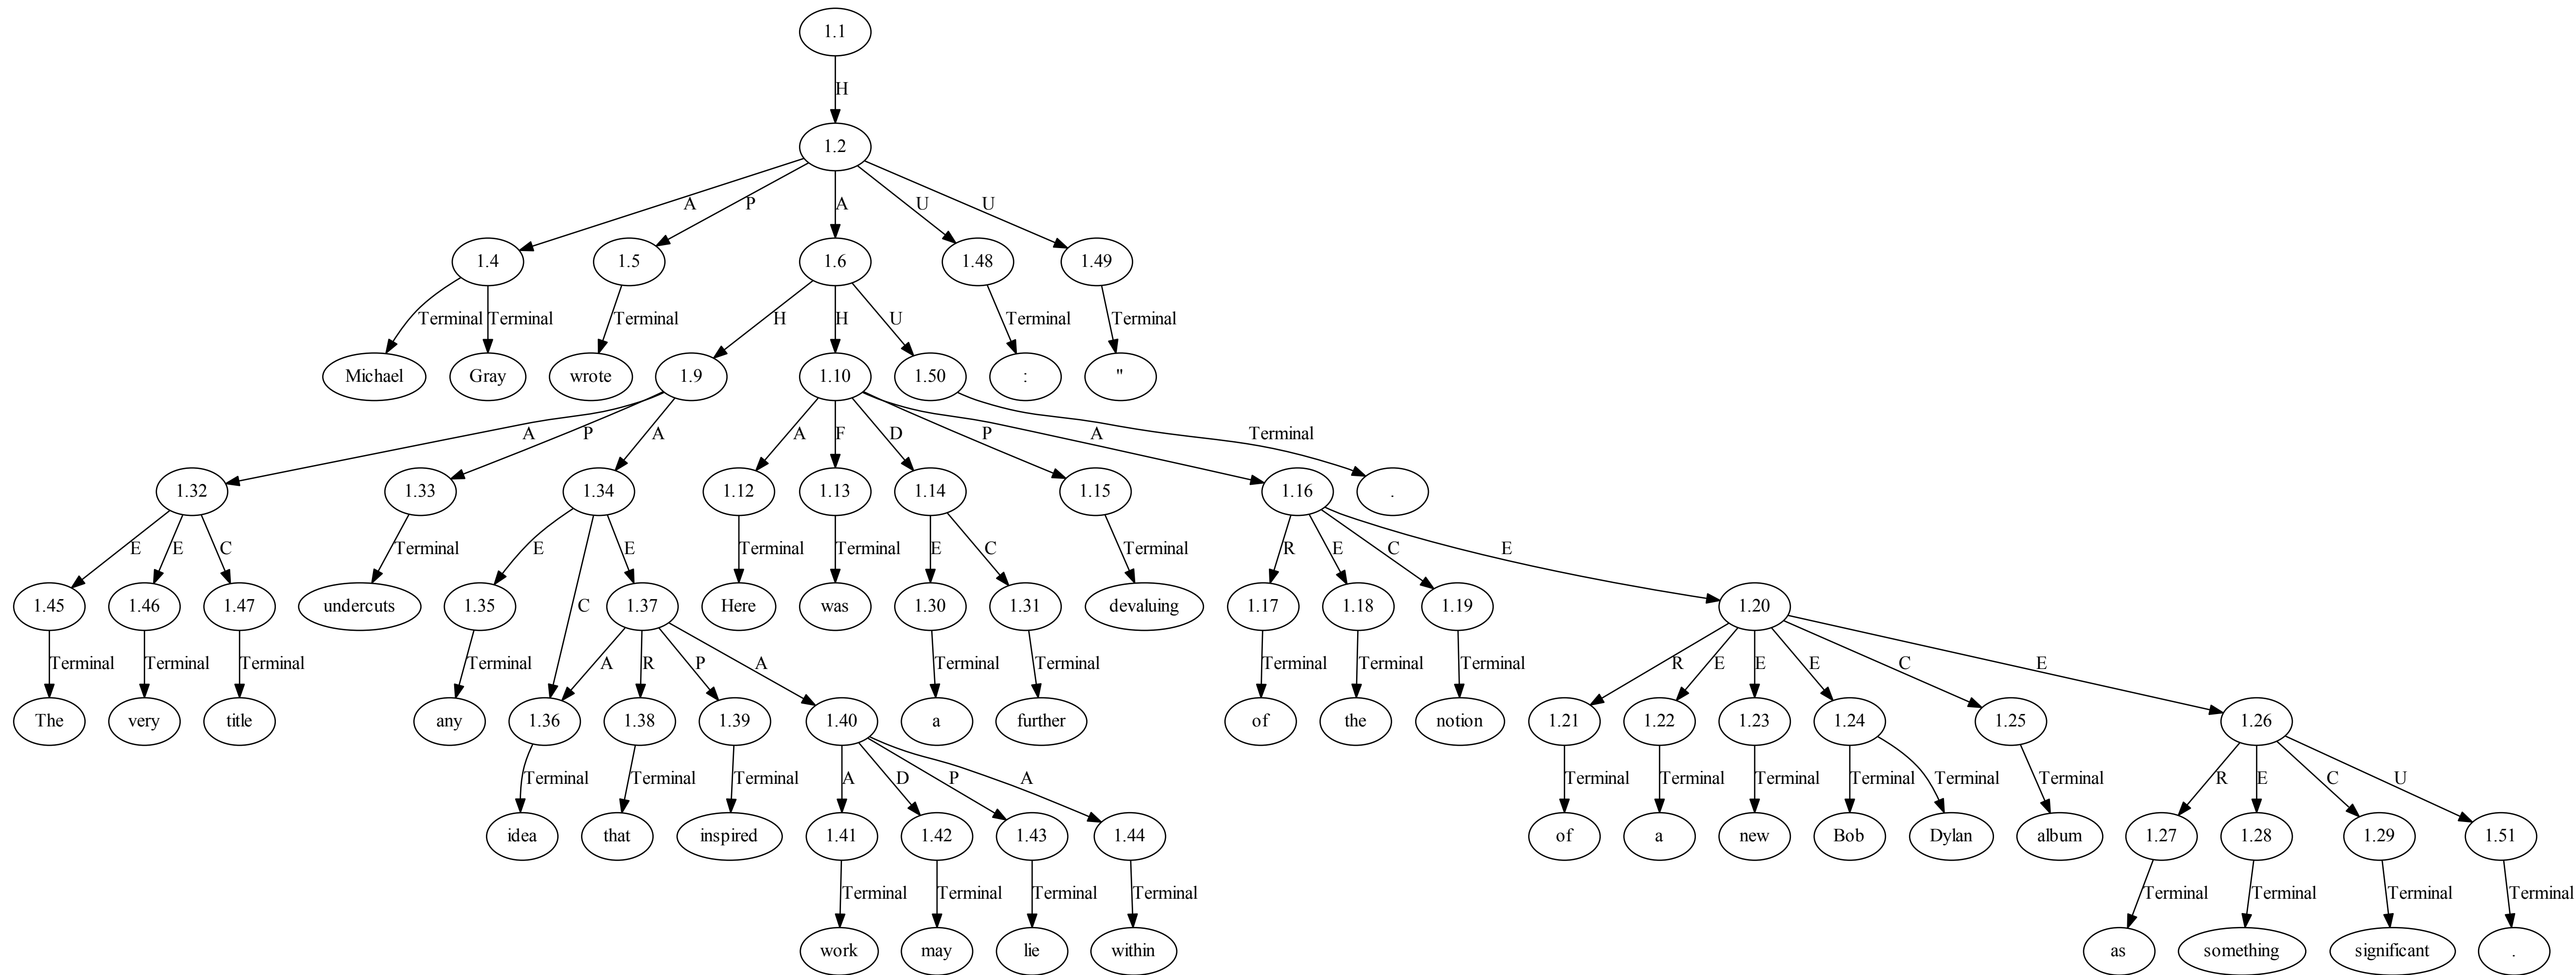 1.1
H
1.2
A P A U U
1.4 1.5 1.6 1.48 1.49
Terminal Terminal Terminal H H U Terminal Terminal
Michael Gray wrote 1.9 1.10 1.50 : "
A P A A F D P A Terminal
1.32 1.33 1.34 1.12 1.13 1.14 1.15 1.16 .
E E C Terminal E C E Terminal Terminal E C Terminal R E C E
1.45 1.46 1.47 undercuts 1.35 1.37 Here was 1.30 1.31 devaluing 1.17 1.18 1.19 1.20
Terminal Terminal Terminal Terminal A R P A Terminal Terminal Terminal Terminal Terminal R E E E C E
The very title any 1.36 1.38 1.39 1.40 a further of the notion 1.21 1.22 1.23 1.24 1.25 1.26
Terminal Terminal Terminal A D P A Terminal Terminal Terminal Terminal Terminal Terminal R E C U
idea that inspired 1.41 1.42 1.43 1.44 of a new Bob Dylan album 1.27 1.28 1.29 1.51
Terminal Terminal Terminal Terminal Terminal Terminal Terminal Terminal
work may lie within as something significant .